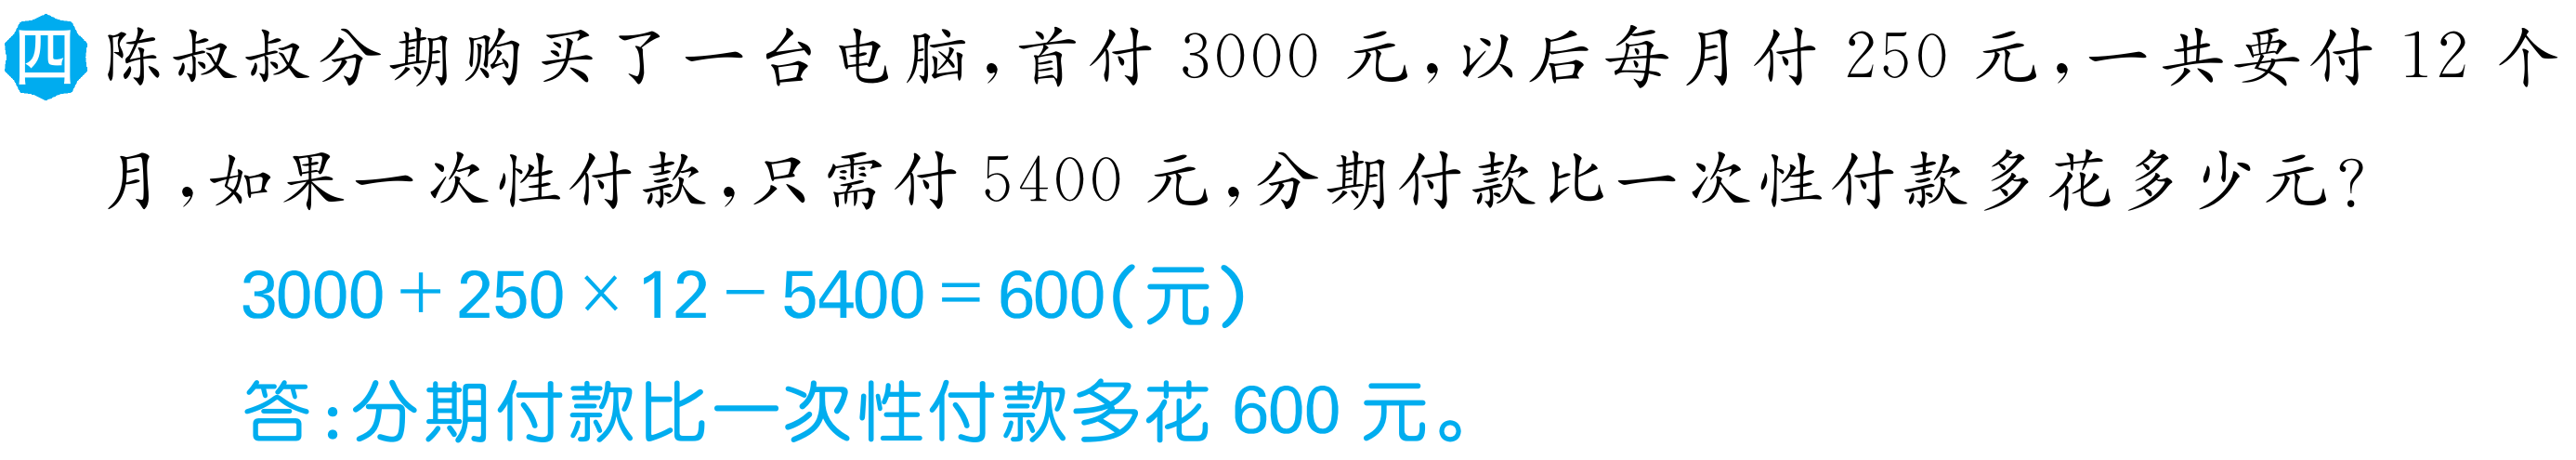 四 陈叔叔分期购买了一台电脑,首付 3000 元,以后每月付 250 元,一共要付 12 个
月,如果一次性付款,只需付 5400 元,分期付款比一次性付款多花多少元?
3000 + 250 × 12 − 5400 = 600(元)
答:分期付款比一次性付款多花 600 元。